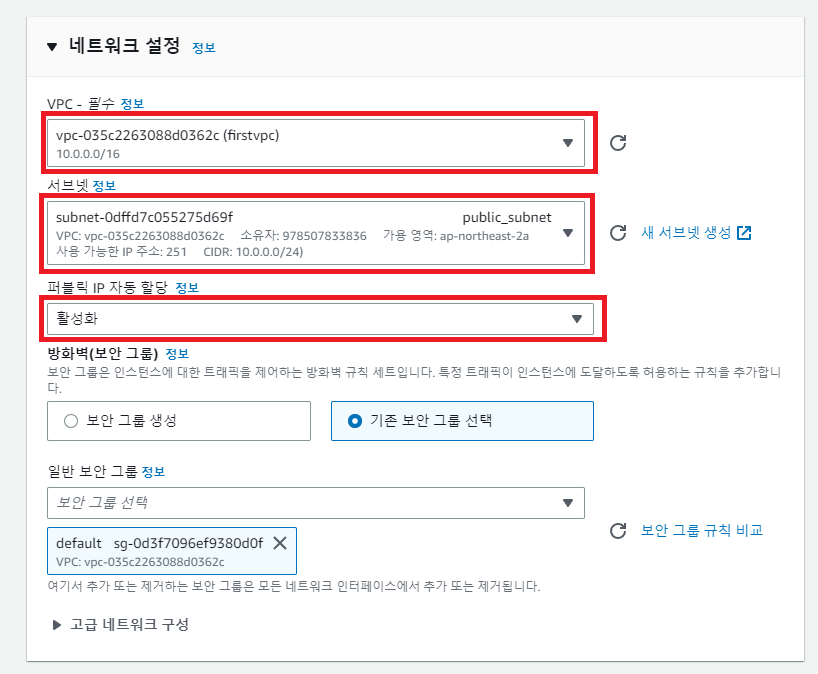 네트워크 설정 정보
VPC - 필수 정보
vpc-035c2263088d0362c (firstvpc)
10.0.0.0/16
서브넷 정보
subnet-0dffd7c055275d69f public_subnet
VPC: vpc-035c2263088d0362c 소유자: 978507833836 가용 영역: ap-northeast-2a
사용 가능한 IP 주소: 251 CIDR: 10.0.0.0/24)
새 서브넷 생성
퍼블릭 IP 자동 할당 정보
활성화
방화벽(보안 그룹) 정보
보안 그룹은 인스턴스에 대한 트래픽을 제어하는 방화벽 규칙 세트입니다. 특정 트래픽이 인스턴스에 도달하도록 허용하는 규칙을 추가합니
다.
보안 그룹 생성 기존 보안 그룹 선택
일반 보안 그룹 정보
보안 그룹 선택
default sg-0d3f7096ef9380d0f
VPC: vpc-035c2263088d0362c
보안 그룹 규칙 비교
여기서 추가 또는 제거하는 보안 그룹은 모든 네트워크 인터페이스에서 추가 또는 제거됩니다.
고급 네트워크 구성